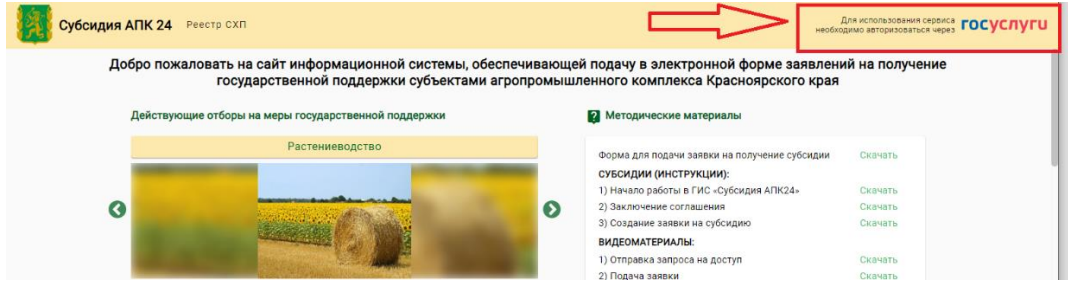 Субсидия АПК 24 Реестр СХП
Для использования сервиса
необходимо авторизоваться через госуслуги
Добро пожаловать на сайт информационной системы, обеспечивающей подачу в электронной форме заявлений на получение
государственной поддержки субъектами агропромышленного комплекса Красноярского края
Действующие отборы на меры государственной поддержки
Растениеводство
Методические материалы
Форма для подачи заявки на получение субсидии Скачать
СУБСИДИИ (ИНСТРУКЦИИ):
1) Начало работы в ГИС «Субсидия АПК24» Скачать
2) Заключение соглашения Скачать
3) Создание заявки на субсидию Скачать
ВИДЕОМАТЕРИАЛЫ:
1) Отправка запроса на доступ Скачать
2) Подача заявки Скачать